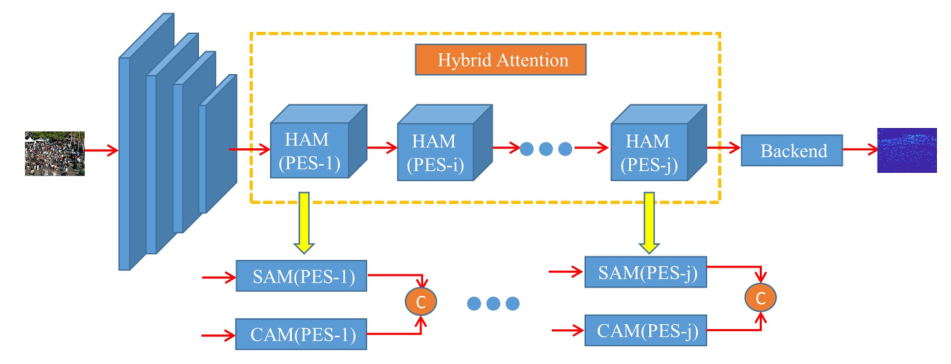 Hybrid Attention
HAM
(PES-1)
HAM
(PES-i)
HAM
(PES-j)
Backend
SAM(PES-1)
C
CAM(PES-1)
SAM(PES-j)
C
CAM(PES-j)